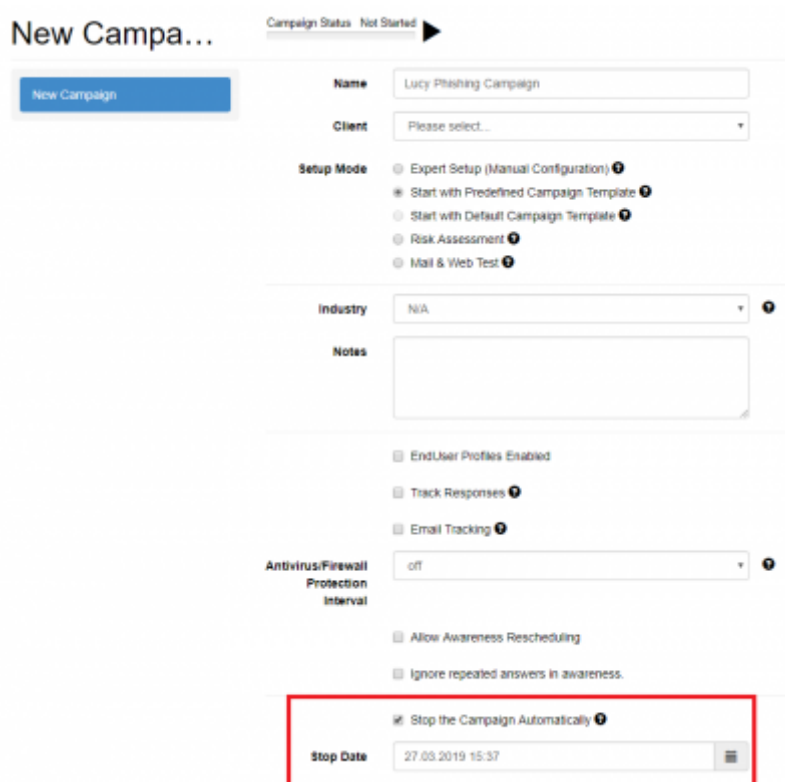 New Campa...
Campaign Status Not Started
New Campaign
Name
Lucy Phishing Campaign
Client
Please select...
Setup Mode
Expert Setup (Manual Configuration)
Start with Predefined Campaign Template
Start with Default Campaign Template
Risk Assessment
Mail & Web Test
Industry
N/A
Notes
EndUser Profiles Enabled
Track Responses
Email Tracking
Antivirus/Firewall
Protection
Interval
off
Allow Awareness Rescheduling
Ignore repeated answers in awareness.
Stop the Campaign Automatically
Stop Date
27.03.2019 15:37